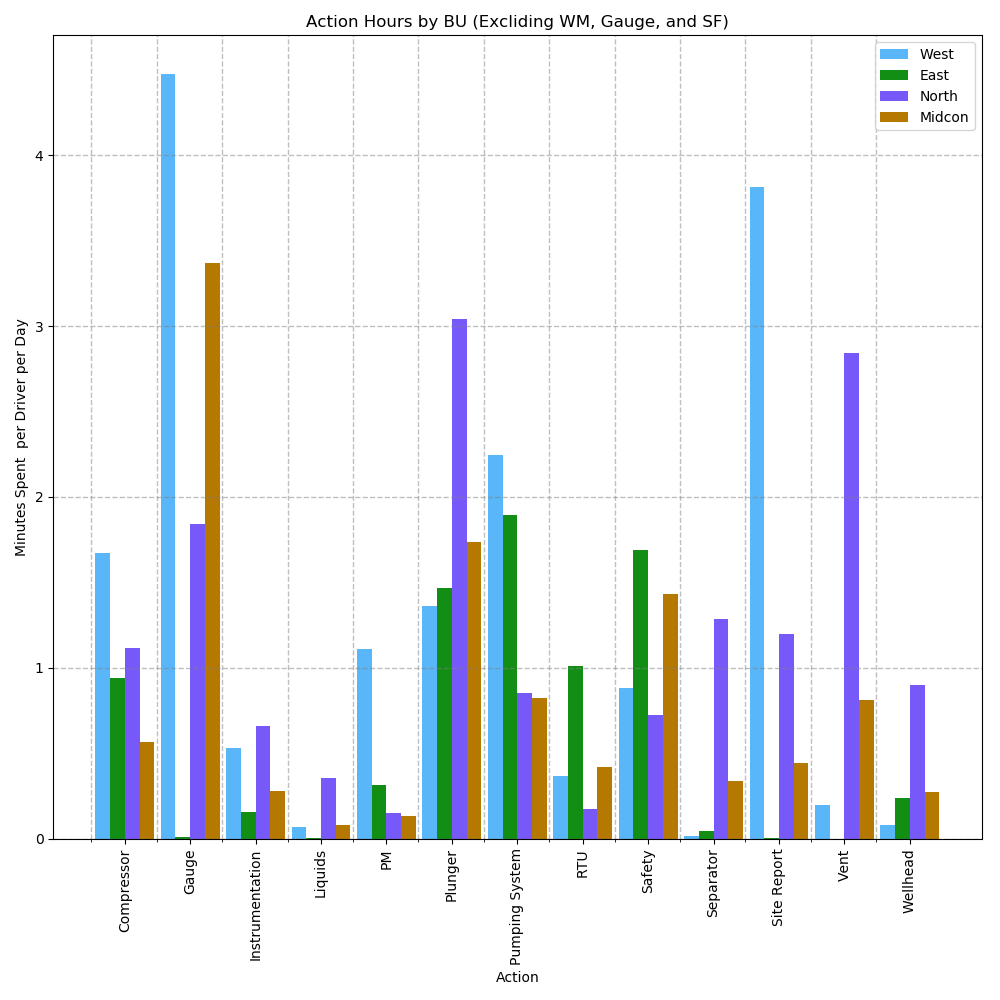 Action Hours by BU (Excliding WM, Gauge, and SF)
West
East
North
Midcon
Minutes Spent  per Driver per Day
4
3
2
1
0
Compressor
Gauge
Instrumentation
Liquids
PM
Plunger
Pumping System
RTU
Safety
Separator
Site Report
Vent
Wellhead
Action